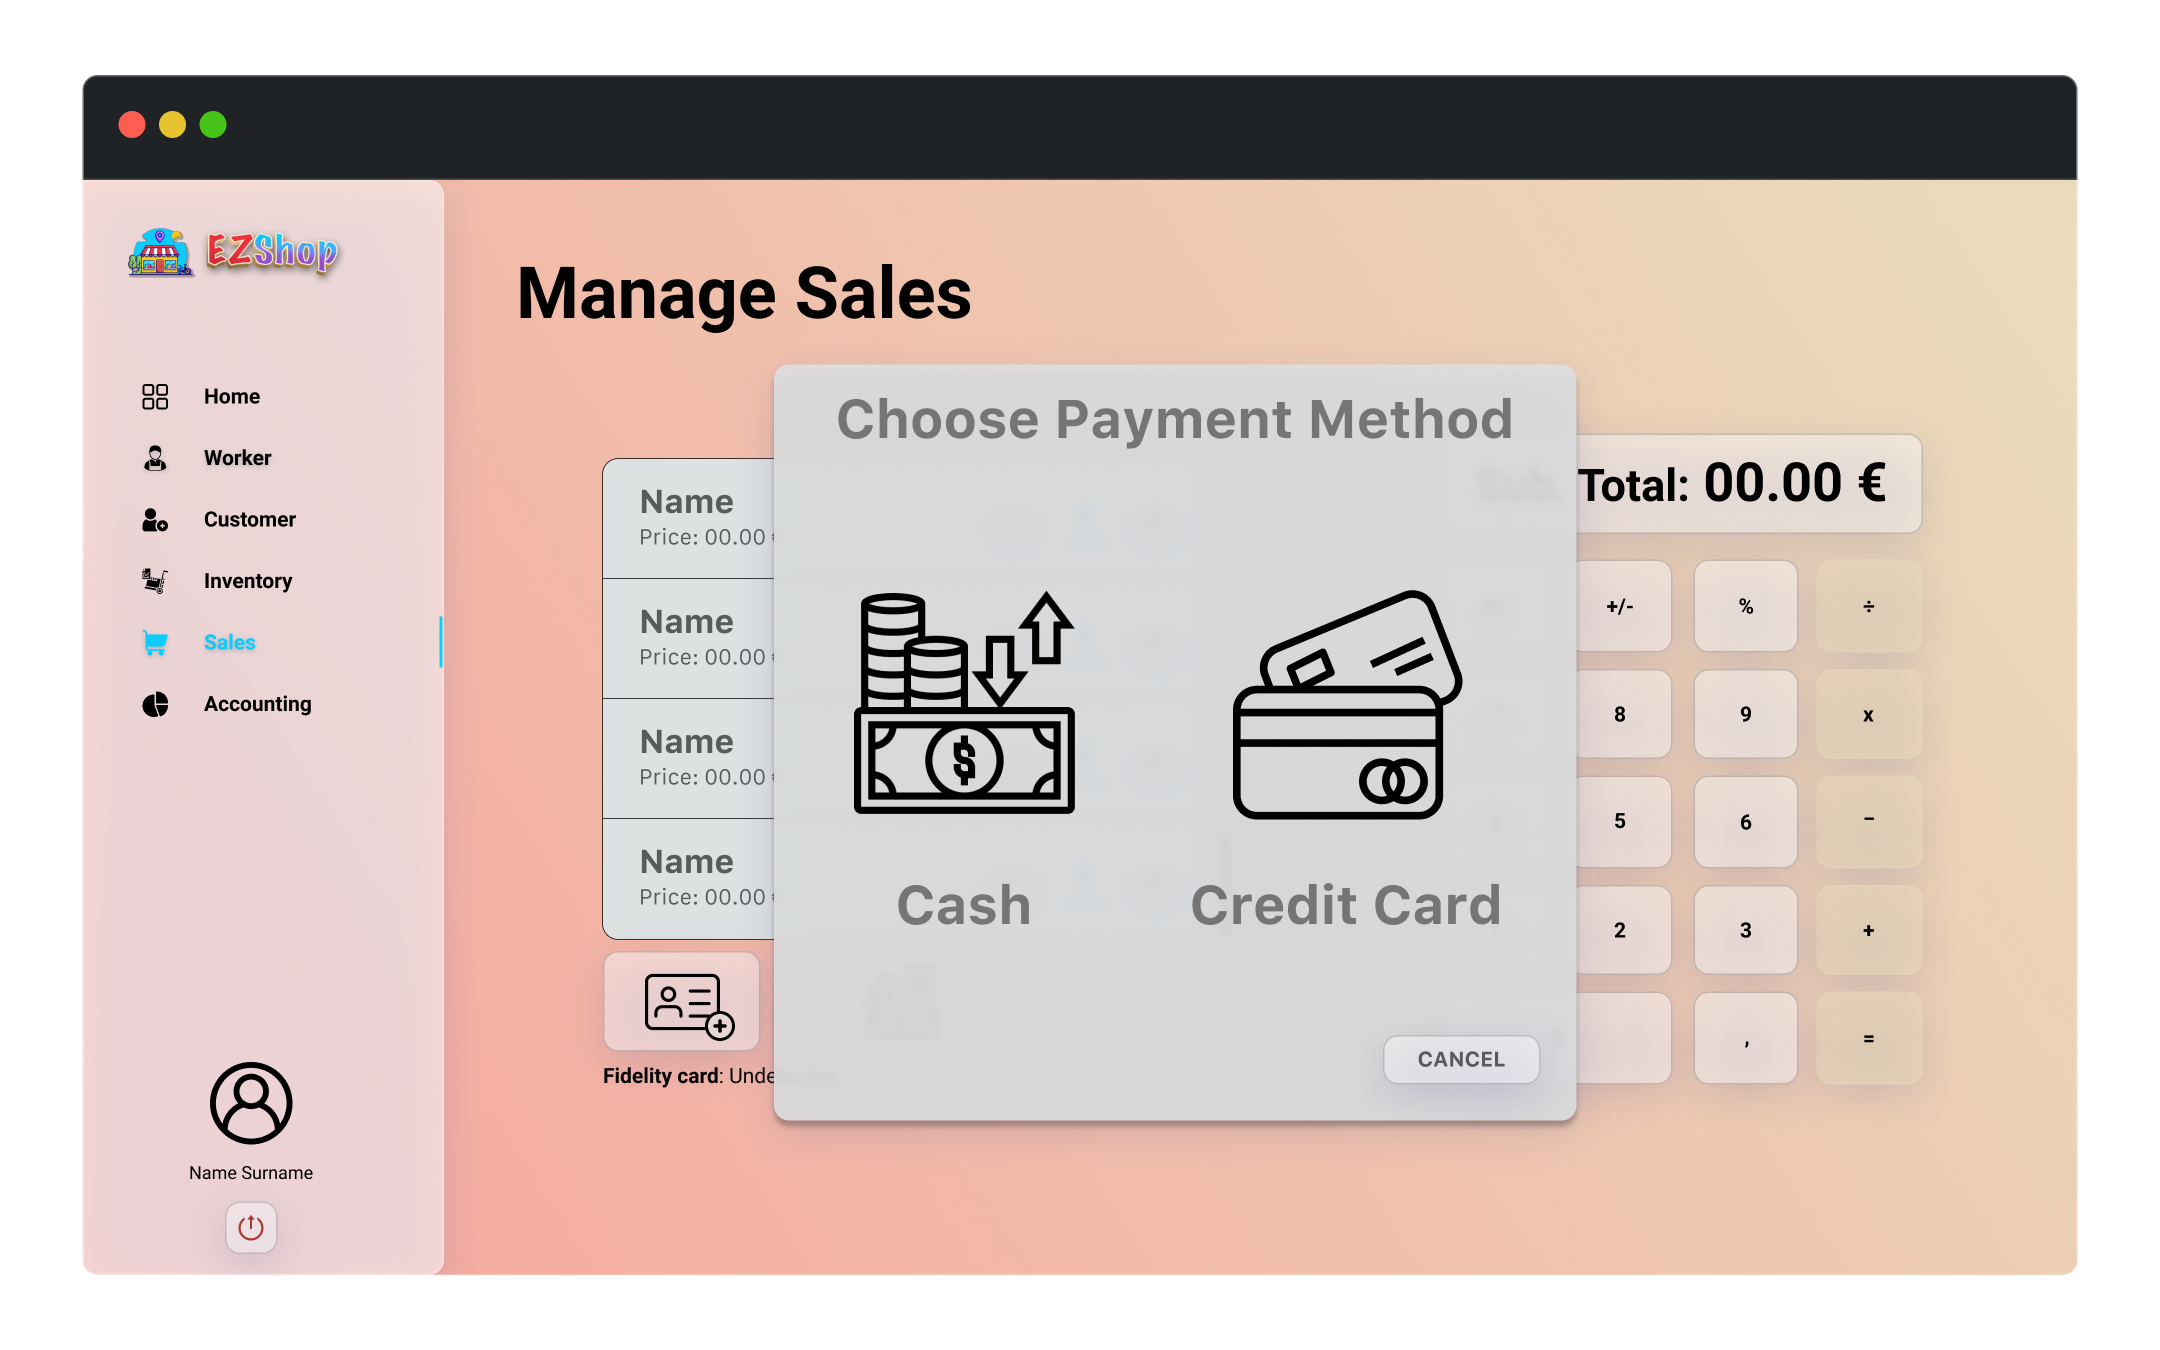 EZShop
Home
Worker
Customer
Inventory
Sales
Accounting
Name Surname
Manage Sales
Name
Price: 00.00
Name
Price: 00.00
Name
Price: 00.00
Name
Price: 00.00
Fidelity card:
Choose Payment Method
$
Cash
Credit Card
CANCEL
Sub. Total: 00.00 €
+/-
%
÷
8
9
x
5
6
−
2
3
+
,
=